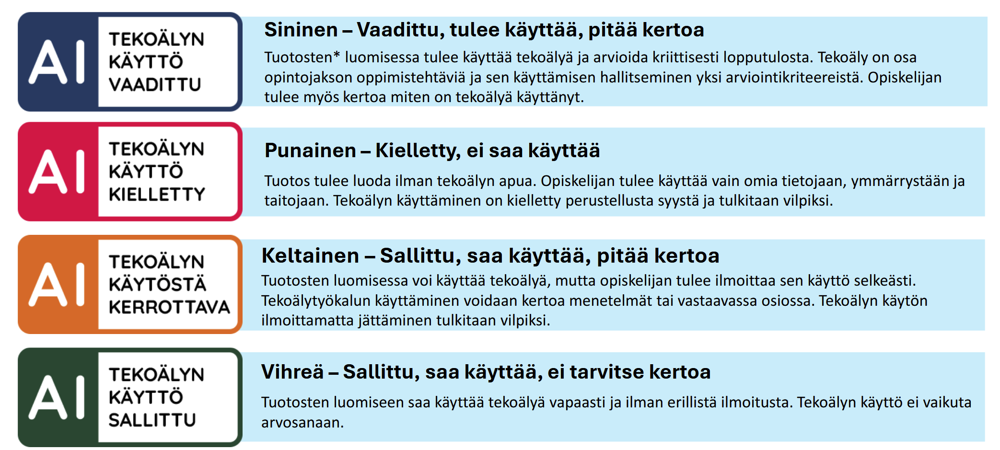 AI
TEKOÄLYN
KÄYTTÖ
VAADITTU
Sininen – Vaadittu, tulee käyttää, pitää kertoa
Tuotosten* luomisessa tulee käyttää tekoälyä ja arvioida kriittisesti lopputulosta. Tekoäly on osa
opintojakson oppimistehtäviä ja sen käyttämisen hallitseminen yksi arviointikriteereistä. Opiskelijan
tulee myös kertoa miten on tekoälyä käyttänyt.
AI
TEKOÄLYN
KÄYTTÖ
KIELLETTY
Punainen – Kielletty, ei saa käyttää
Tuotos tulee luoda ilman tekoälyn apua. Opiskelijan tulee käyttää vain omia tietojaan, ymmärrystään ja
taitojaan. Tekoälyn käyttäminen on kielletty perustellusta syystä ja tulkitaan vilpiksi.
AI
TEKOÄLYN
KÄYTÖSTÄ
KERROTTAVA
Keltainen – Sallittu, saa käyttää, pitää kertoa
Tuotosten luomisessa voi käyttää tekoälyä, mutta opiskelijan tulee ilmoittaa sen käyttö selkeästi.
Tekoälytyökalun käyttäminen voidaan kertoa menetelmät tai vastaavassa osiossa. Tekoälyn käytön
ilmoittamatta jättäminen tulkitaan vilpiksi.
AI
TEKOÄLYN
KÄYTTÖ
SALLITTU
Vihreä – Sallittu, saa käyttää, ei tarvitse kertoa
Tuotosten luomiseen saa käyttää tekoälyä vapaasti ja ilman erillistä ilmoitusta. Tekoälyn käyttö ei vaikuta
arvosanaan.